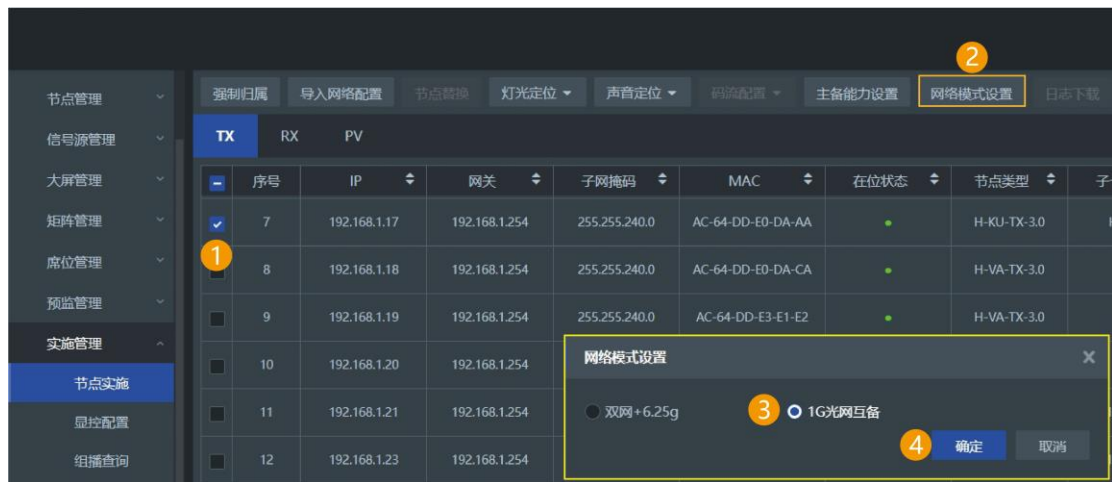 2
节点管理
强制归属 导入网络配置 节点替换 灯光定位 声音定位 码流配置 主备能力设置 网络模式设置 日志下载
信号源管理
TX RX PV
大屏管理
序号 IP 网关 子网掩码 MAC 在位状态 节点类型
矩阵管理
7 192.168.1.17 192.168.1.254 255.255.240.0 AC-64-DD-E0-DA-AA H-KU-TX-3.0
1
席位管理
8 192.168.1.18 192.168.1.254 255.255.240.0 AC-64-DD-E0-DA-CA H-VA-TX-3.0
预监管理
9 192.168.1.19 192.168.1.254 255.255.240.0 AC-64-DD-E3-E1-E2 H-VA-TX-3.0
实施管理
10 192.168.1.20 192.168.1.254
网络模式设置
节点实施
11 192.168.1.21 192.168.1.254
双网+6.25g 3 1G光网互备
显控配置
4 确定 取消
组播查询
12 192.168.1.23 192.168.1.254